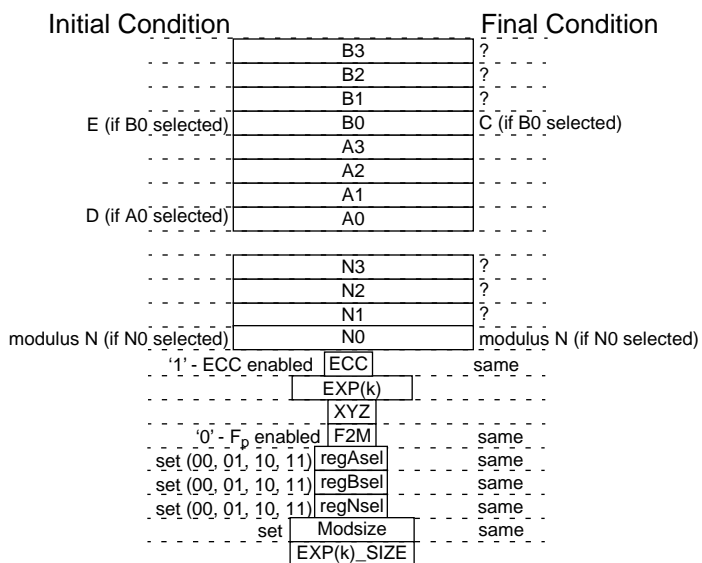 Initial Condition Final Condition
B3 ?
B2 ?
B1 ?
E (if B0 selected) B0 C (if B0 selected)
A3
A2
A1
D (if A0 selected) A0
N3 ?
N2 ?
N1 ?
modulus N (if N0 selected) N0 modulus N (if N0 selected)
‘1’ - ECC enabled ECC same
EXP(k)
XYZ
‘0’ - Fp enabled F2M same
set (00, 01, 10, 11) regAsel same
set (00, 01, 10, 11) regBsel same
set (00, 01, 10, 11) regNsel same
set Modsize same
EXP(k)_SIZE